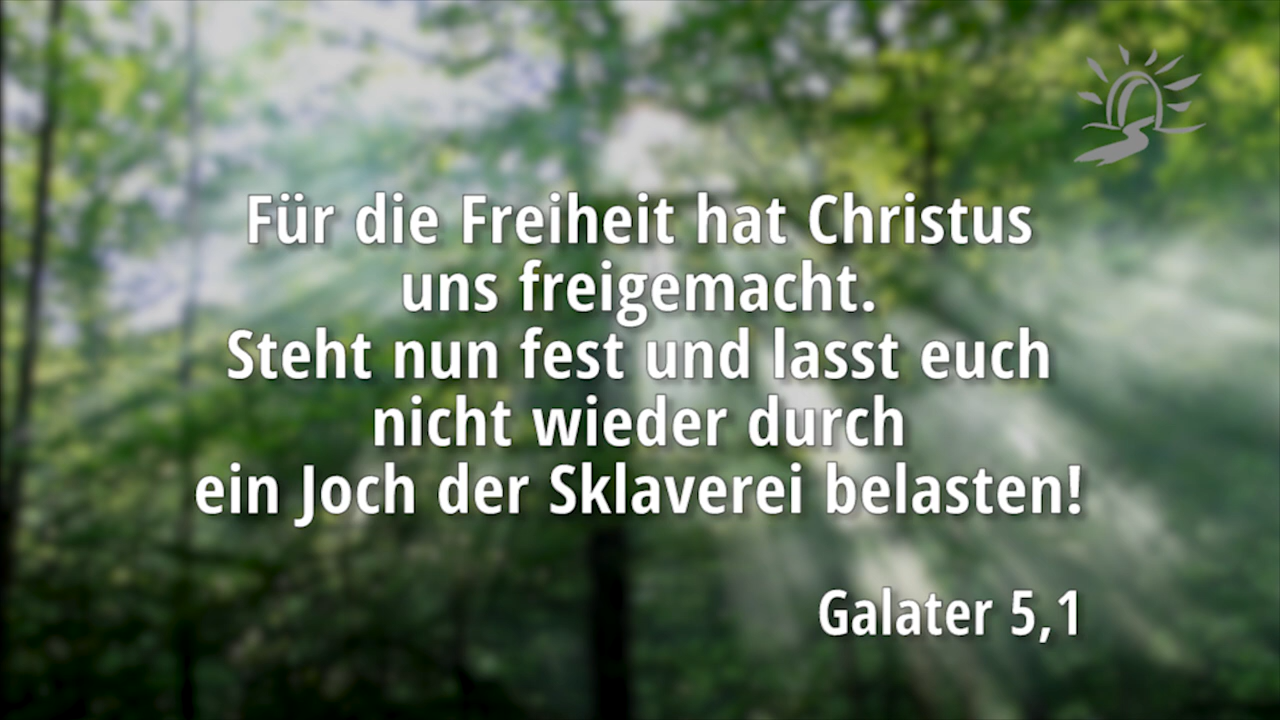 Für die Freiheit hat Christus
uns freigemacht.
Steht nun fest und lasst euch
nicht wieder durch
ein Joch der Sklaverei belasten!
Galater 5,1